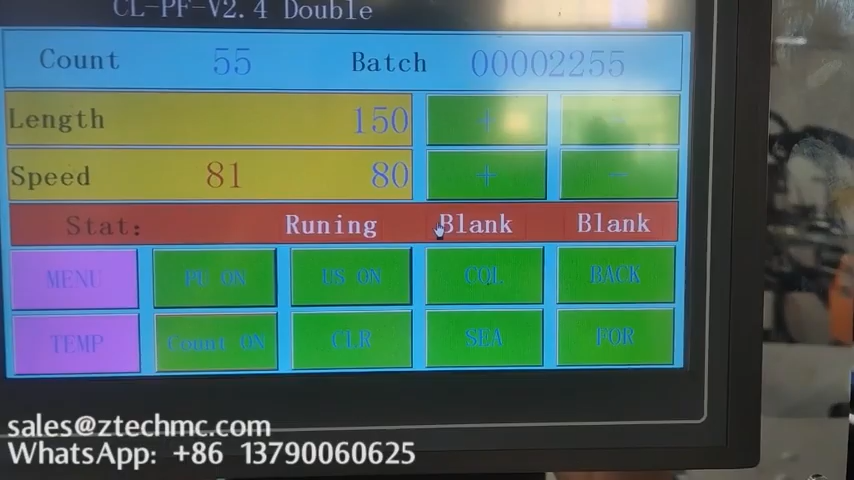 CL-PF-V2.4 Double
Count 55 Batch 00002255
Length 150 + -
Speed 81 80 + -
Stat: Runing Blank Blank
MENU PU ON US ON COL BACK
TEMP Count ON CLR SEA FOR
sales@ztechmc.com
WhatsApp: +86 13790060625